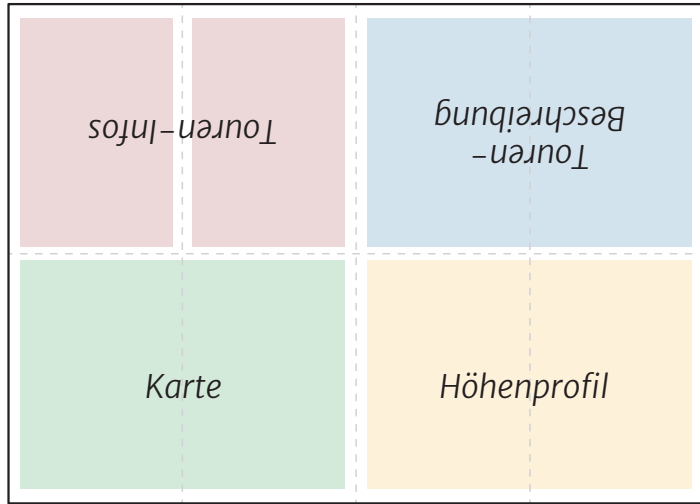 Touren-Infos
Touren-
Beschreibung
Karte
Höhenprofil